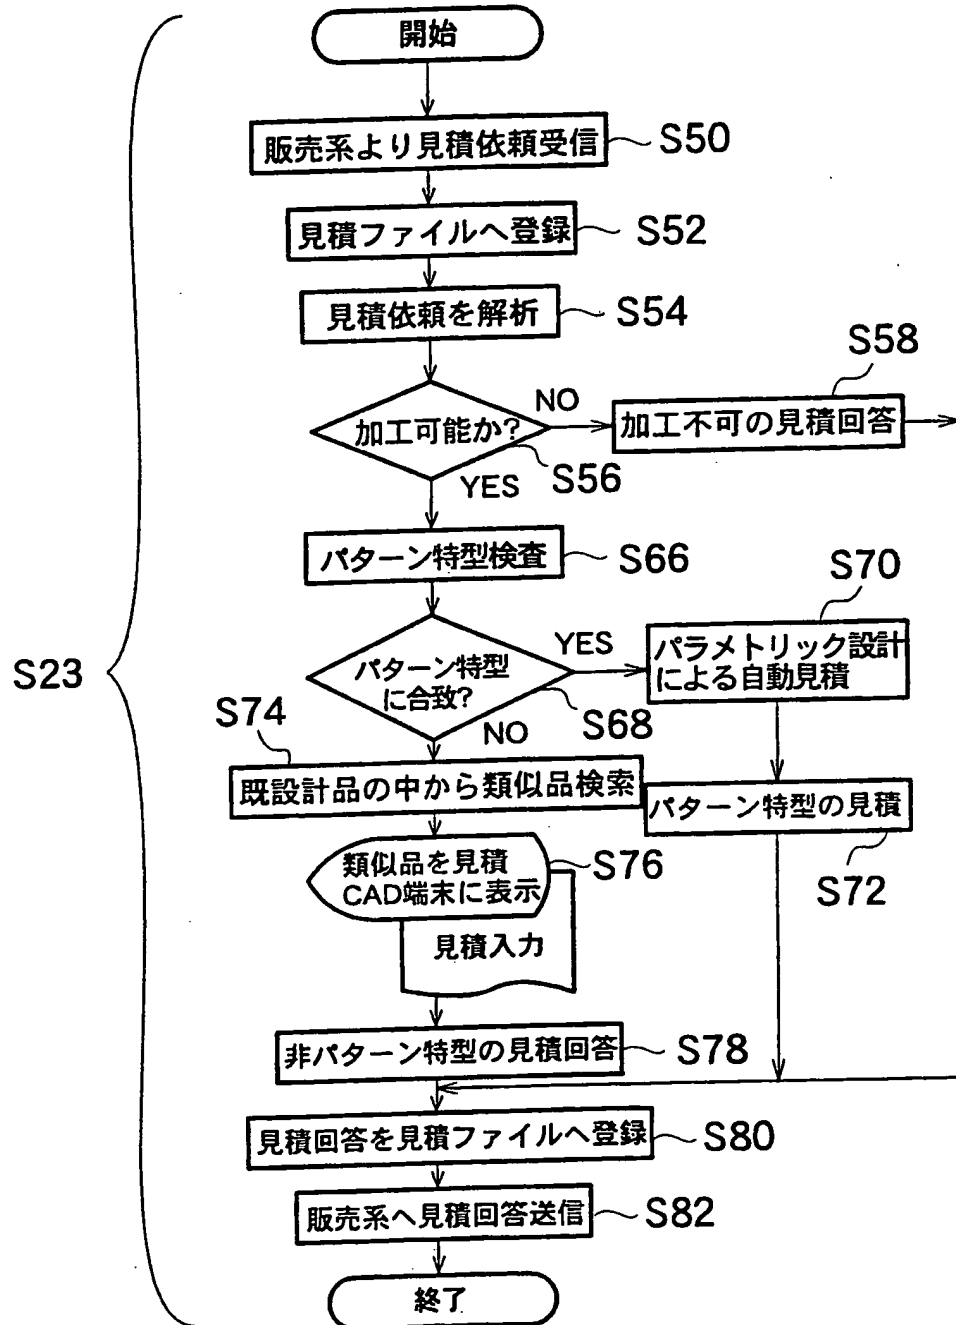 開始
販売系より見積依頼受信
S50
見積ファイルへ登録
S52
見積依頼を解析
S54
S58
加工可能か?
NO
加工不可の見積回答
S56
YES
パターン特型検査
S66
S70
S23
パターン特型
に合致?
YES
パラメトリック設計
による自動見積
S68
S74
NO
既設計品の中から類似品検索
パターン特型の見積
S72
類似品を見積
CAD端末に表示
S76
見積入力
非パターン特型の見積回答
S78
見積回答を見積ファイルへ登録
S80
販売系へ見積回答送信
S82
終了